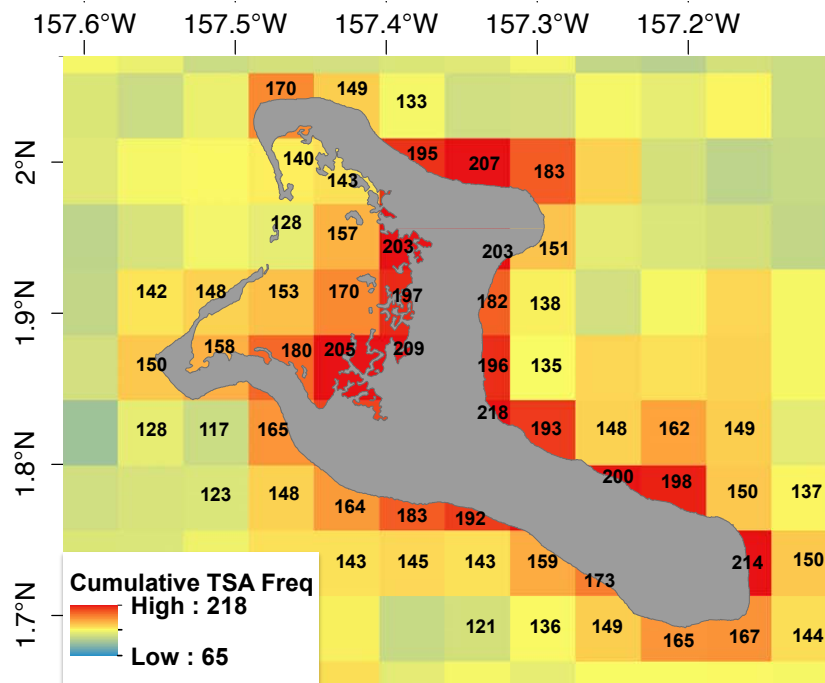 157.6°W 157.5°W 157.4°W 157.3°W 157.2°W
170 149 133
2°N
195 207 183
140
143
128 157 203 203 151
142 148 153 170 197 182 138
1.9°N
150 158 180 205 209 196 135
218
128 117 165 193 148 162 149
1.8°N
200 198
123 148 164 183 192 150 137
143 145 143 159 173 214 150
1.7°N
121 136 149 165 167 144
Cumulative TSA Freq
High : 218
Low : 65